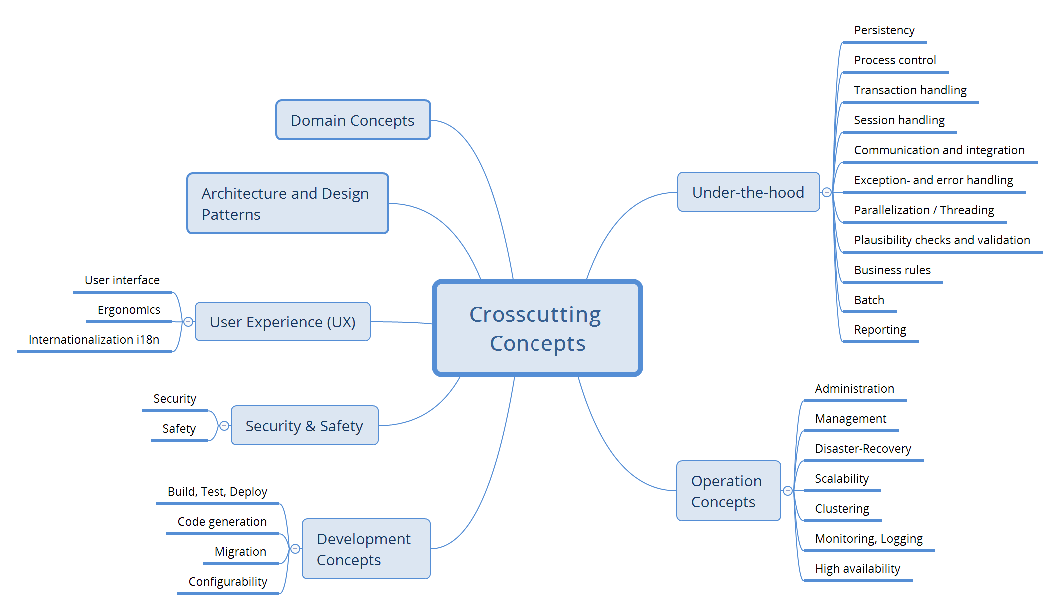 Crosscutting
Concepts
Domain Concepts
Architecture and Design
Patterns
User Experience (UX)
User interface
Ergonomics
Internationalization i18n
Security & Safety
Security
Safety
Development
Concepts
Build, Test, Deploy
Code generation
Migration
Configurability
Under-the-hood
Persistency
Process control
Transaction handling
Session handling
Communication and integration
Exception- and error handling
Parallelization / Threading
Plausibility checks and validation
Business rules
Batch
Reporting
Operation
Concepts
Administration
Management
Disaster-Recovery
Scalability
Clustering
Monitoring, Logging
High availability